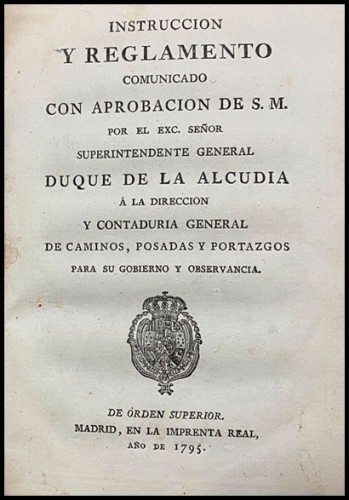 INSTRUCCION
Y REGLAMENTO
COMUNICADO
CON APROBACION DE S. M.
POR EL EXC. SEÑOR
SUPERINTENDENTE GENERAL
DUQUE DE LA ALCUDIA
Á LA DIRECCION
Y CONTADURIA GENERAL
DE CAMINOS, POSADAS Y PORTAZGOS
PARA SU GOBIERNO Y OBSERVANCIA.
DE ÓRDEN SUPERIOR.
MADRID, EN LA IMPRENTA REAL,
AÑO DE 1795.